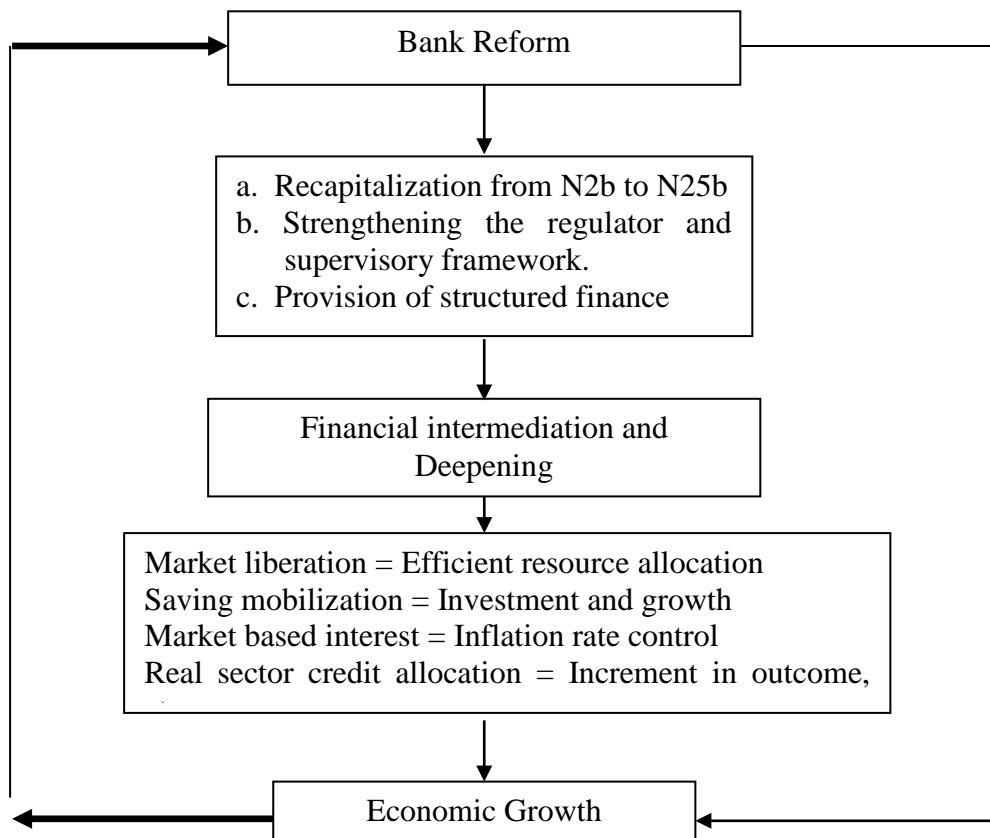 Bank Reform
a. Recapitalization from N2b to N25b
b. Strengthening the regulator and
supervisory framework.
c. Provision of structured finance
Financial intermediation and
Deepening
Market liberation = Efficient resource allocation
Saving mobilization = Investment and growth
Market based interest = Inflation rate control
Real sector credit allocation = Increment in outcome,
Economic Growth